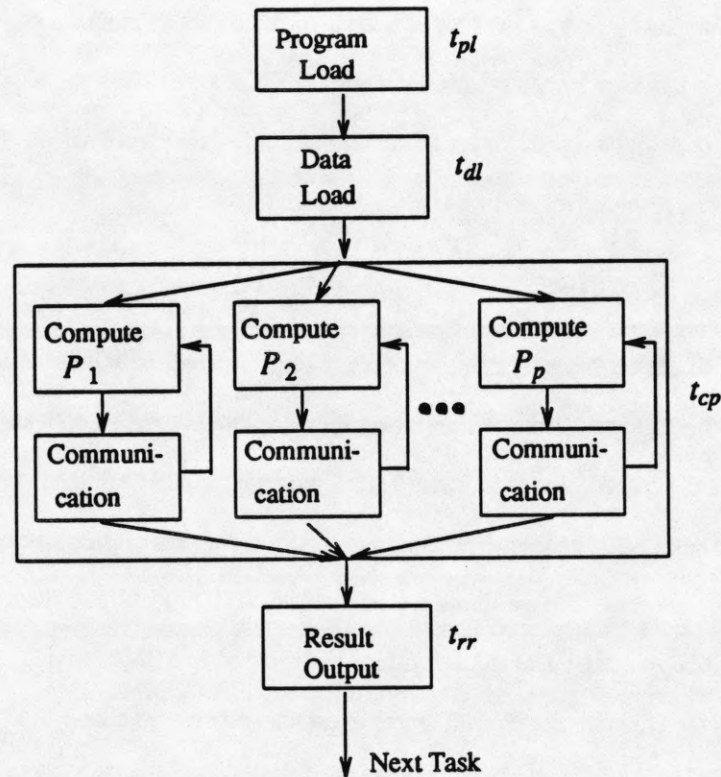 Program
Load
t_pl
Data
Load
t_dl
Compute
P_1
Compute
P_2
Compute
P_p
t_cp
Communi-
cation
Communi-
cation
Communi-
cation
Result
Output
t_rr
Next Task